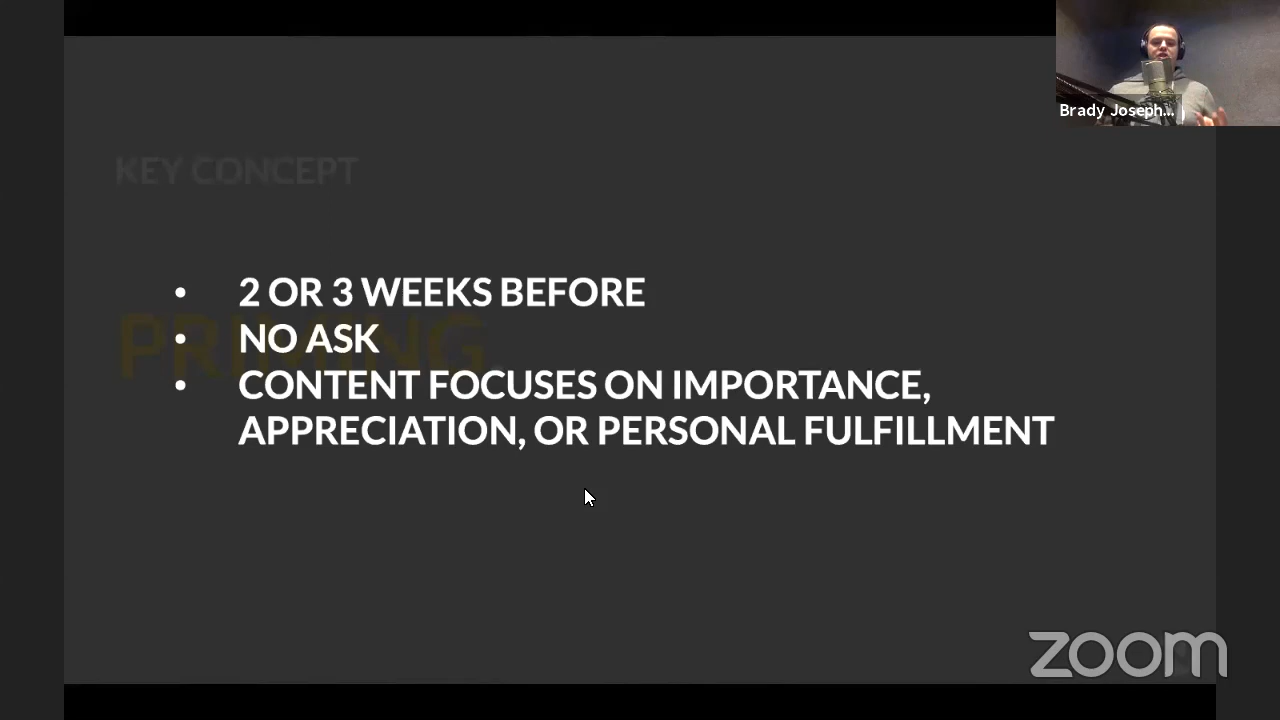 Brady Joseph...
KEY CONCEPT
PRIMING
• 2 OR 3 WEEKS BEFORE
• NO ASK
• CONTENT FOCUSES ON IMPORTANCE,
APPRECIATION, OR PERSONAL FULFILLMENT
zoom